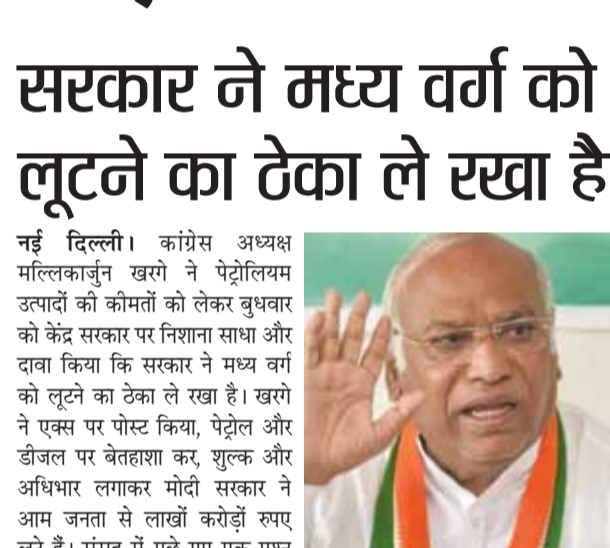 सरकार ने मध्य वर्ग को
लूटने का ठेका ले रखा है
नई दिल्ली। कांग्रेस अध्यक्ष
मल्लिकार्जुन खरगे ने पेट्रोलियम
उत्पादों की कीमतों को लेकर बुधवार
को केंद्र सरकार पर निशाना साधा और
दावा किया कि सरकार ने मध्य वर्ग
को लूटने का ठेका ले रखा है। खरगे
ने एक्स पर पोस्ट किया, पेट्रोल और
डीजल पर बेतहाशा कर, शुल्क और
अधिभार लगाकर मोदी सरकार ने
आम जनता से लाखों करोड़ों रुपए